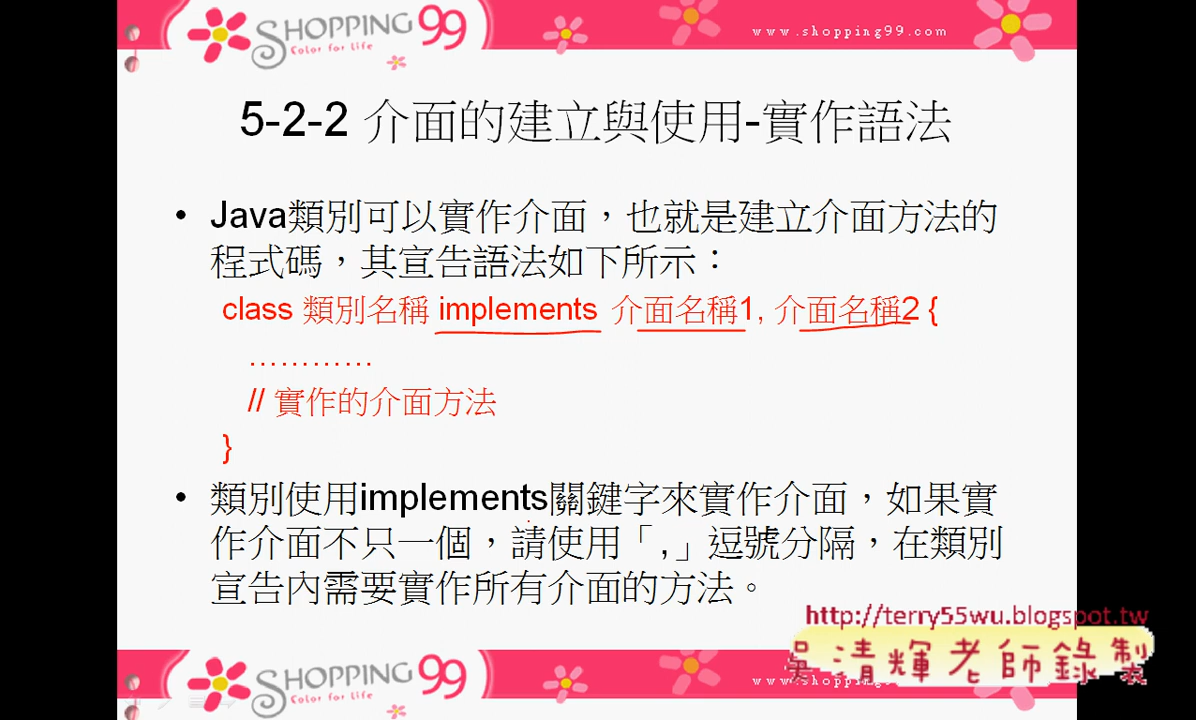 SHOPPING 99
Color for Life
www.shopping99.com
5-2-2 介面的建立與使用-實作語法
• Java類別可以實作介面，也就是建立介面方法的
程式碼，其宣告語法如下所示：
class 類別名稱 implements 介面名稱1, 介面名稱2 {
…………
// 實作的介面方法
}
• 類別使用implements關鍵字來實作介面，如果實
作介面不只一個，請使用「,」逗號分隔，在類別
宣告內需要實作所有介面的方法。
http://terry55wu.blogspot.tw
吳清輝老師錄製
SHOPPING 99
Color for Life